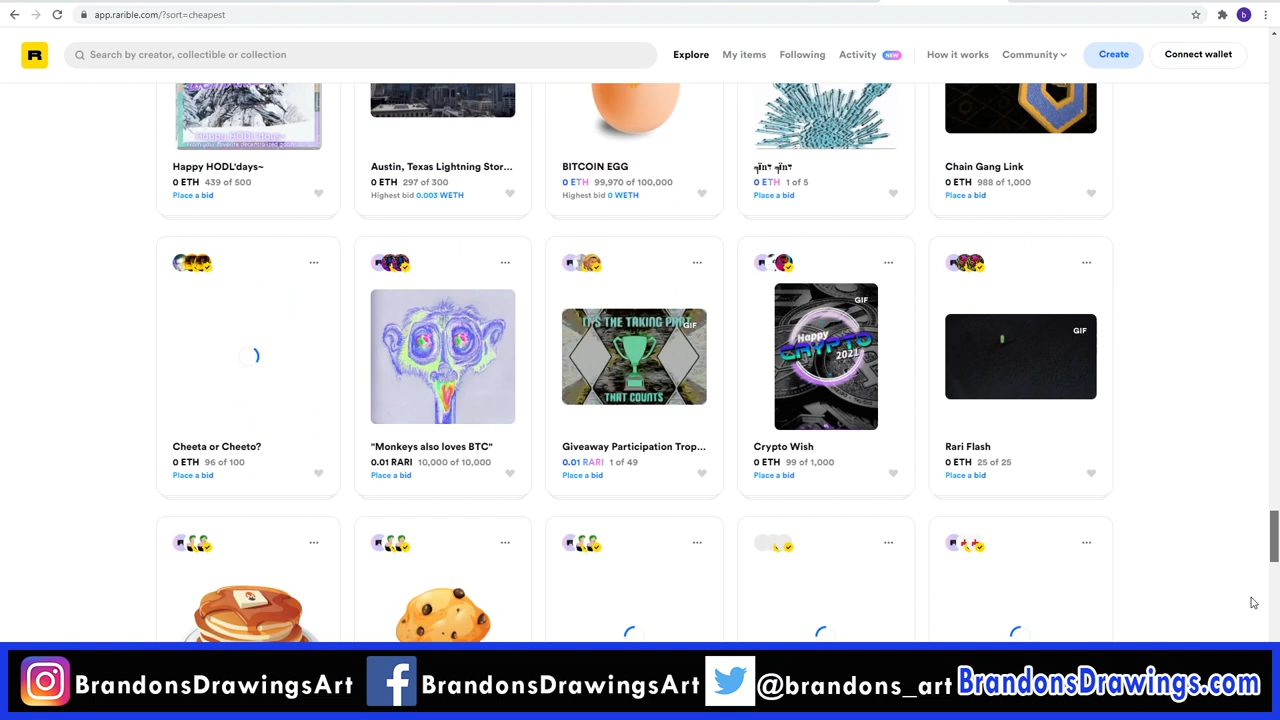 app.rarible.com/?sort=cheapest
b
R
Search by creator, collectible or collection
Explore
My items
Following
Activity NEW
How it works
Community
Create
Connect wallet
Happy HODL'days~
Happy HODL'days~
0 ETH 439 of 500
Place a bid
Austin, Texas Lightning Stor...
0 ETH 297 of 300
Highest bid 0.003 WETH
BITCOIN EGG
0 ETH 99,970 of 100,000
Highest bid 0 WETH
0 ETH 1 of 5
Place a bid
Chain Gang Link
0 ETH 988 of 1,000
Place a bid
Cheeta or Cheeto?
0 ETH 96 of 100
Place a bid
"Monkeys also loves BTC"
0.01 RARI 10,000 of 10,000
Place a bid
IT'S THE TAKING PART
GIF
THAT COUNTS
Giveaway Participation Trop...
0.01 RARI 1 of 49
Place a bid
GIF
Happy
CRYPTO
2021
Crypto Wish
0 ETH 99 of 1,000
Place a bid
GIF
Rari Flash
0 ETH 25 of 25
Place a bid
BrandonsDrawingsArt
BrandonsDrawingsArt
@brandons_art
BrandonsDrawings.com